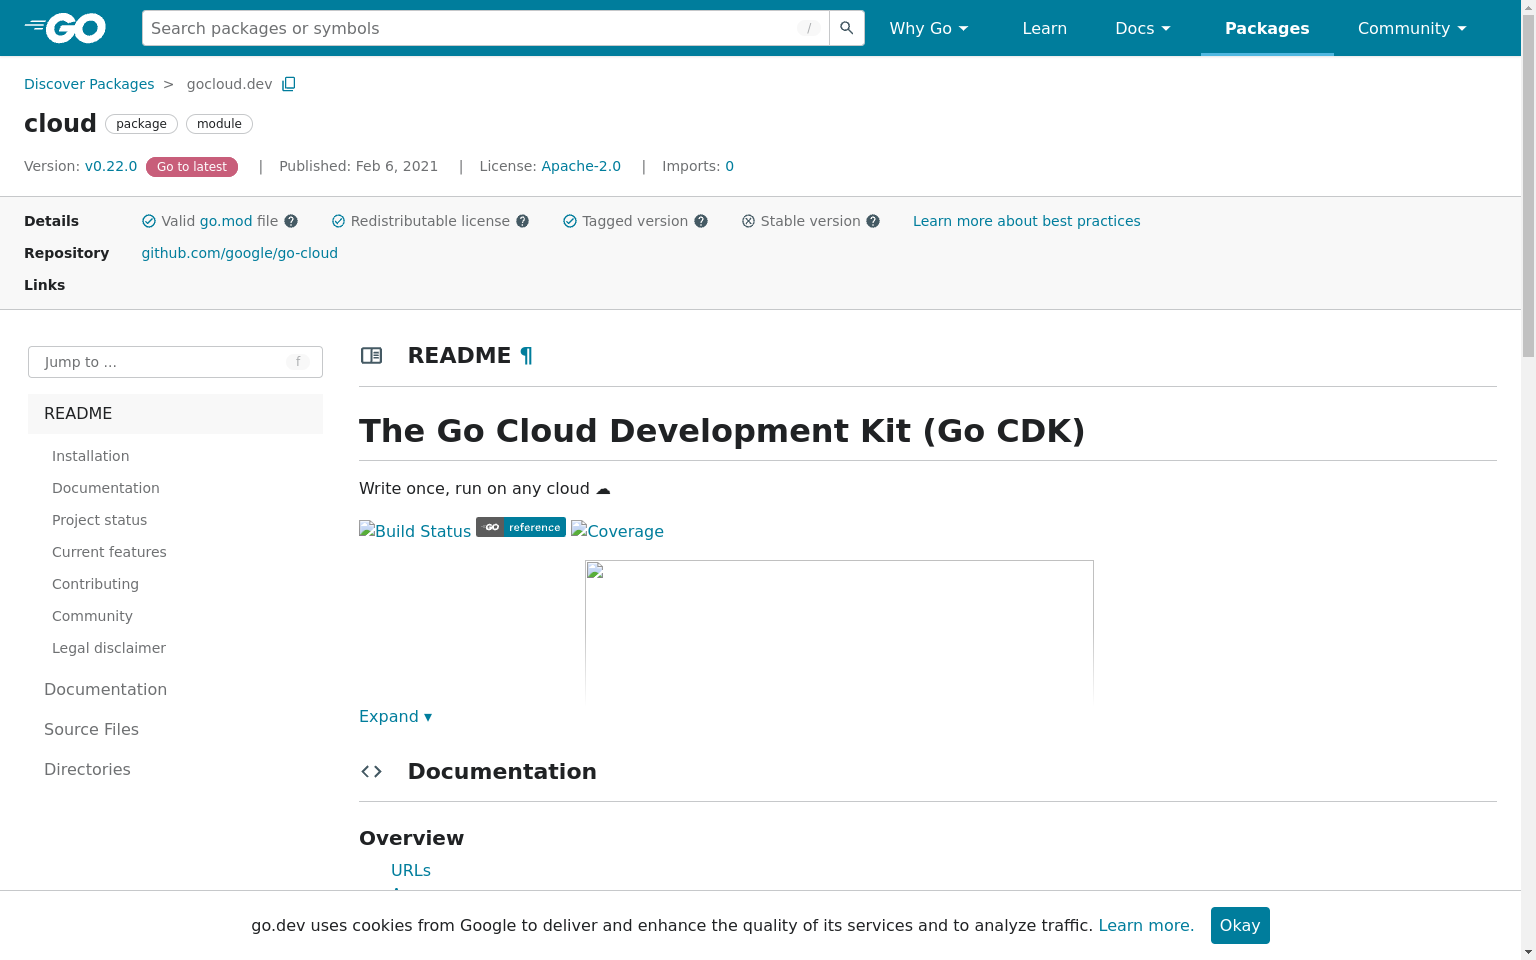 GO Search packages or symbols / Why Go Learn Docs Packages Community
Discover Packages > gocloud.dev
cloud package module
Version: v0.22.0 Go to latest | Published: Feb 6, 2021 | License: Apache-2.0 | Imports: 0
Details Valid go.mod file Redistributable license Tagged version Stable version Learn more about best practices
Repository github.com/google/go-cloud
Links
Jump to ... f
README
Installation
Documentation
Project status
Current features
Contributing
Community
Legal disclaimer
Documentation
Source Files
Directories
README ¶
The Go Cloud Development Kit (Go CDK)
Write once, run on any cloud ☁
Build Status GO reference Coverage
Expand ▾
Documentation
Overview
URLs
go.dev uses cookies from Google to deliver and enhance the quality of its services and to analyze traffic. Learn more. Okay